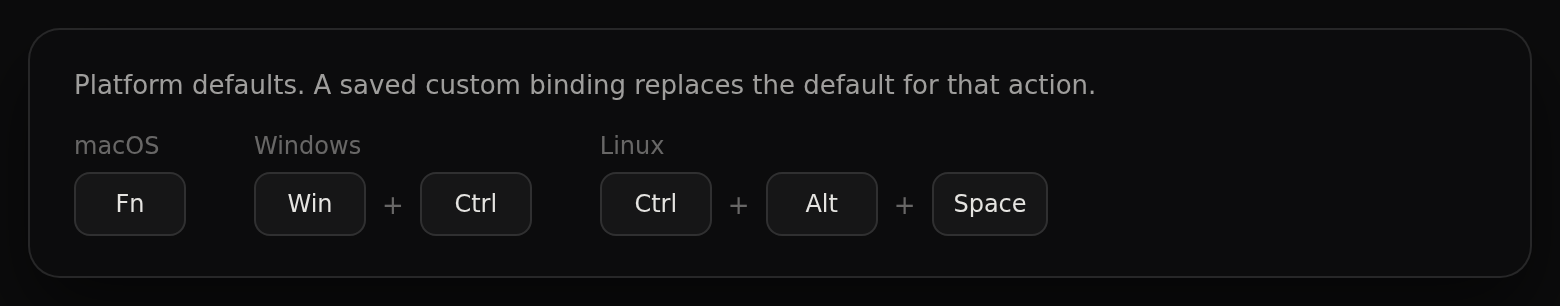 Platform defaults. A saved custom binding replaces the default for that action.
macOS Windows Linux
Fn Win + Ctrl Ctrl + Alt + Space